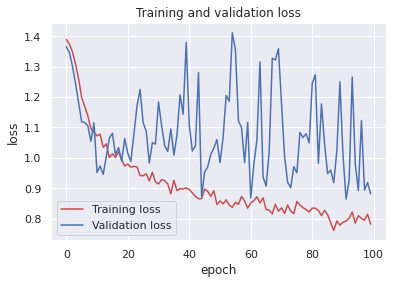 Training and validation loss
1.4
1.3
1.2
1.1
1.0
0.9
0.8
loss
Training loss
Validation loss
0 20 40 60 80 100
epoch